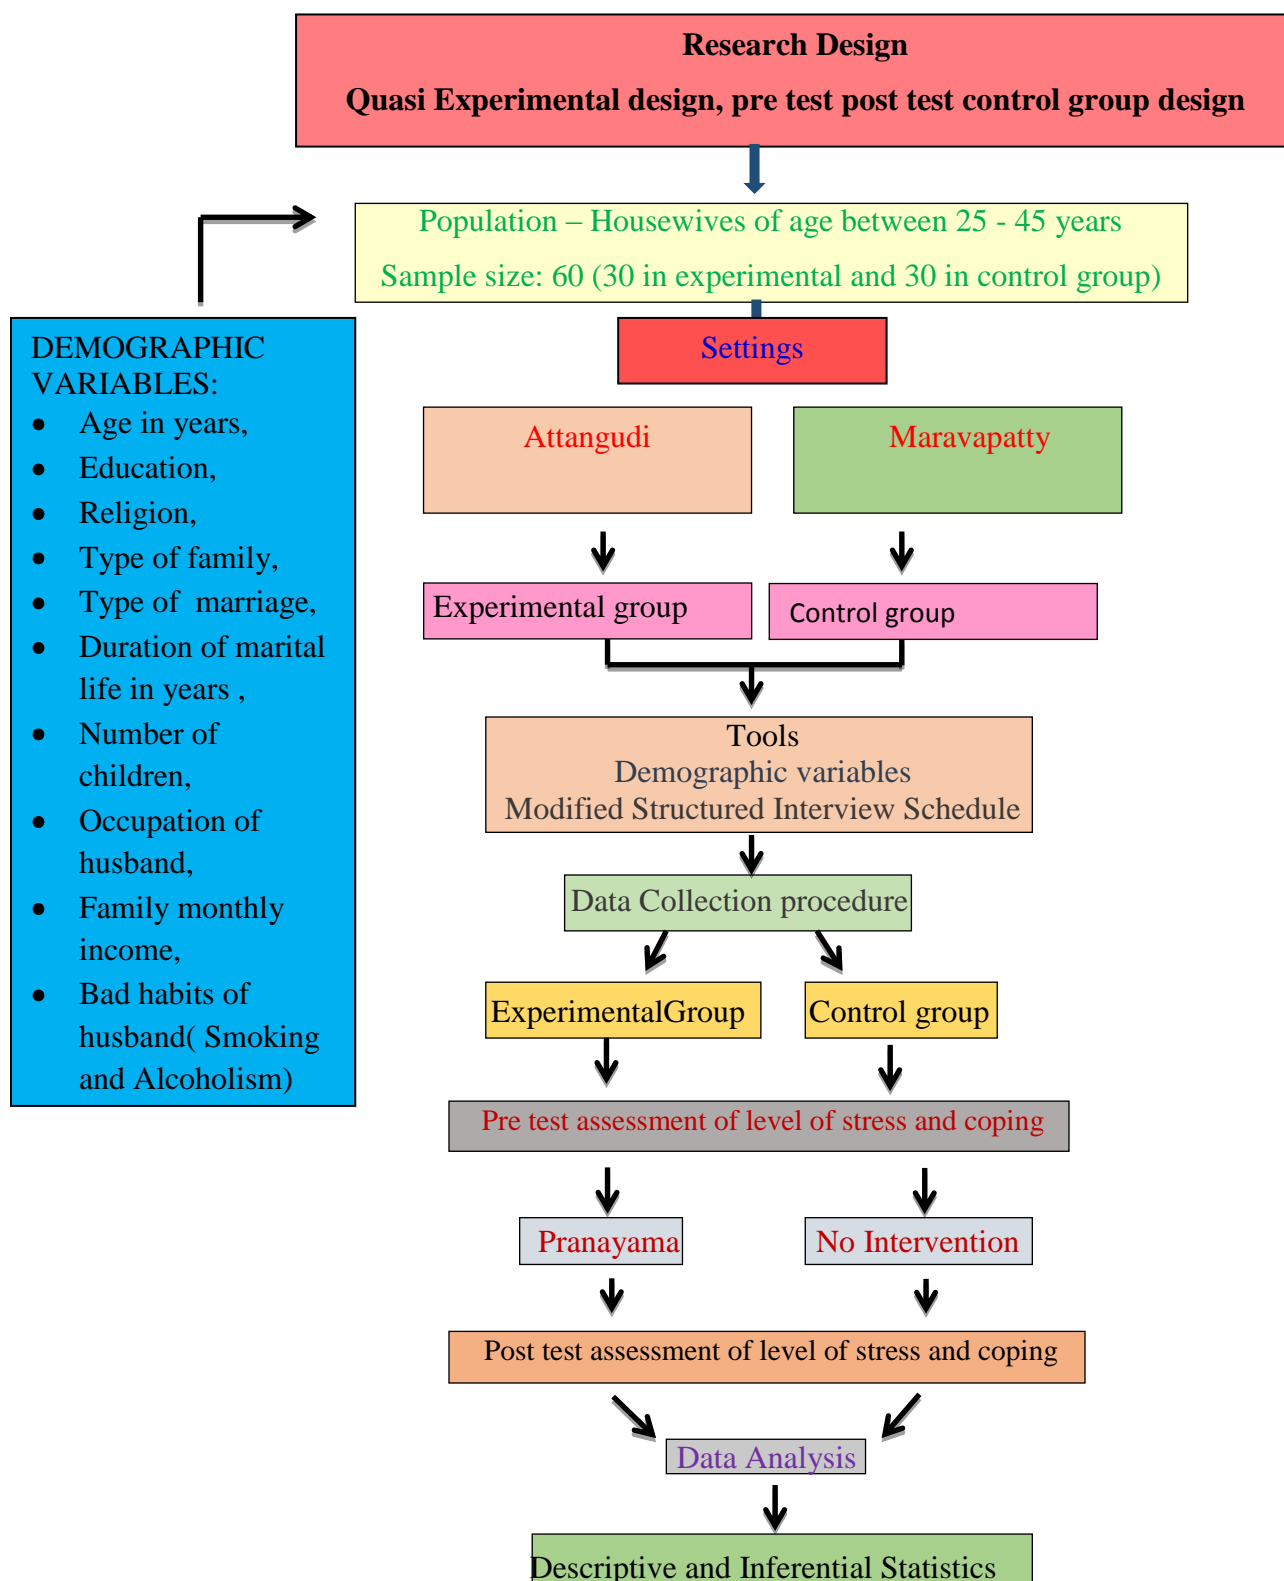 Research Design
Quasi Experimental design, pre test post test control group design
Population – Housewives of age between 25 - 45 years
Sample size: 60 (30 in experimental and 30 in control group)
Settings
DEMOGRAPHIC
VARIABLES:
• Age in years,
• Education,
• Religion,
• Type of family,
• Type of marriage,
• Duration of marital
life in years ,
• Number of
children,
• Occupation of
husband,
• Family monthly
income,
• Bad habits of
husband( Smoking
and Alcoholism)
Attangudi
Maravapatty
Experimental group
Control group
Tools
Demographic variables
Modified Structured Interview Schedule
Data Collection procedure
ExperimentalGroup
Control group
Pre test assessment of level of stress and coping
Pranayama
No Intervention
Post test assessment of level of stress and coping
Data Analysis
Descriptive and Inferential Statistics